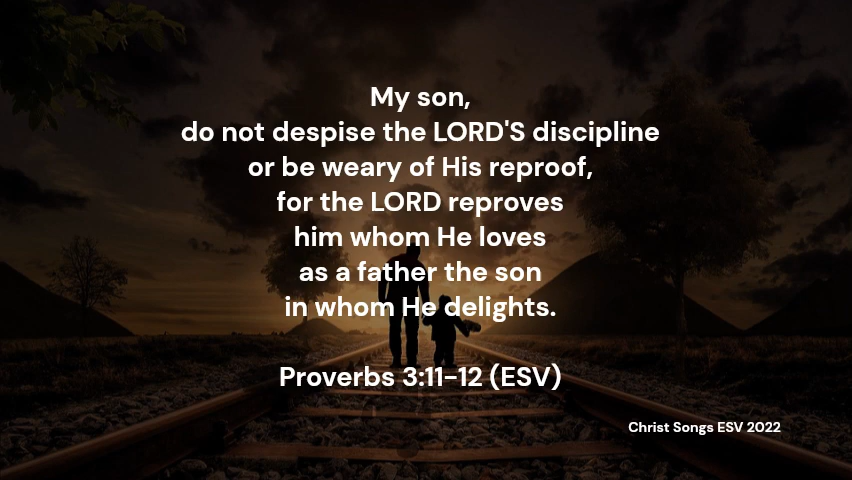 My son,
do not despise the LORD'S discipline
or be weary of His reproof,
for the LORD reproves
him whom He loves
as a father the son
in whom He delights.
Proverbs 3:11-12 (ESV)
Christ Songs ESV 2022